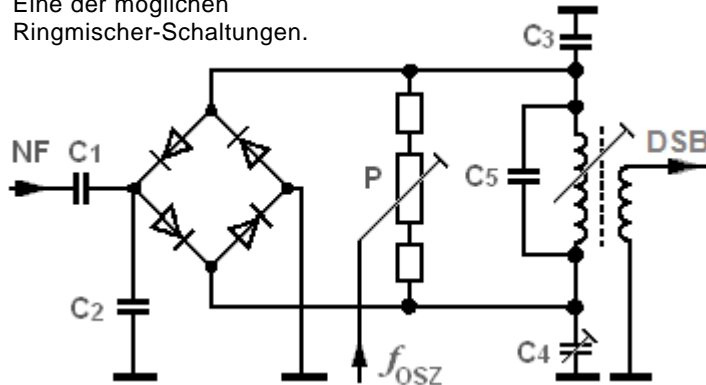 Eine der möglichen
Ringmischer-Schaltungen.
C3
NF C1
P
C5
DSB
C2
C4
fOSZ